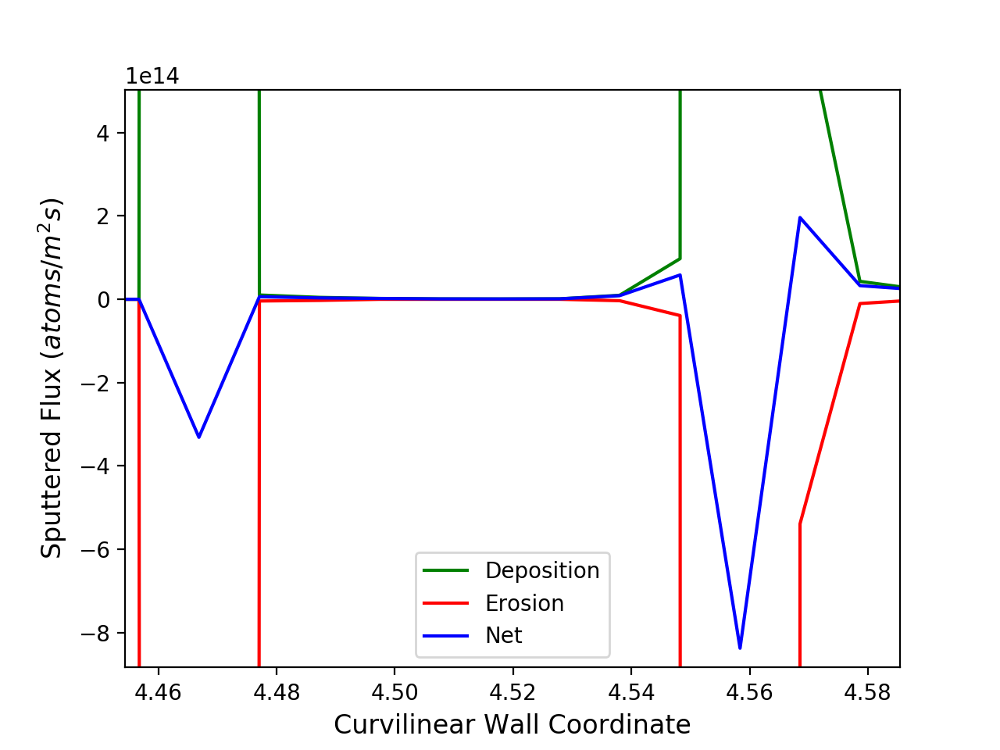 1e14
4
2
0
−2
−4
−6
−8
Sputtered Flux (atoms/m²s)
Deposition
Erosion
Net
4.46 4.48 4.50 4.52 4.54 4.56 4.58
Curvilinear Wall Coordinate